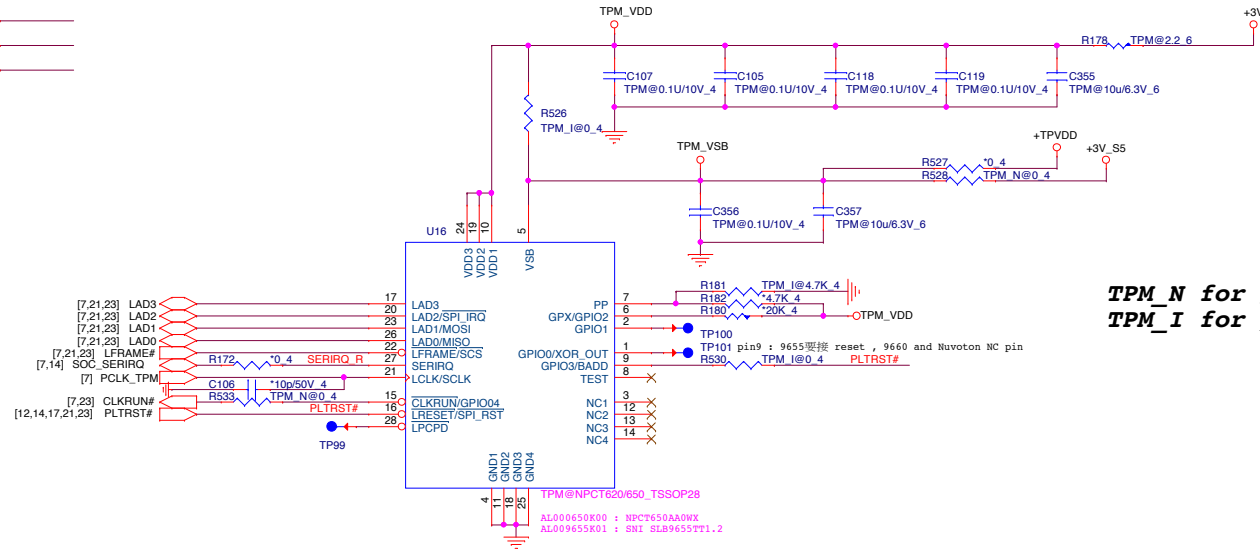 TPM_VDD
+3V
R178 TPM@2.2_6
C107
TPM@0.1U/10V_4
C105
TPM@0.1U/10V_4
C118
TPM@0.1U/10V_4
C119
TPM@0.1U/10V_4
C355
TPM@10u/6.3V_6
R526
TPM_I@0_4
TPM_VSB
+TPVDD
+3V_S5
R527 *0_4
R528 TPM_N@0_4
C356
TPM@0.1U/10V_4
C357
TPM@10u/6.3V_6
U16
24
19
10
5
VDD3
VDD2
VDD1
VSB
[7,21,23] LAD3 17 LAD3
[7,21,23] LAD2 20 LAD2/SPI_IRQ
[7,21,23] LAD1 23 LAD1/MOSI
[7,21,23] LAD0 26 LAD0/MISO
[7,21,23] LFRAME# 22 LFRAME/SCS
[7,14] SOC_SERIRQ R172 *0_4 SERIRQ_R 27 SERIRQ
[7] PCLK_TPM 21 LCLK/SCLK
C106 *10p/50V_4
[7,23] CLKRUN# R533 TPM_N@0_4 15 CLKRUN/GPIO04
[12,14,17,21,23] PLTRST# PLTRST# 16 LRESET/SPI_RST
28 LPCPD
TP99
PP 7 R181 TPM_I@4.7K_4
R182 *4.7K_4
GPX/GPIO2 6 R180 *20K_4 TPM_VDD
GPIO1 2 TP100
GPIO0/XOR_OUT 1 TP101 pin9 : 9655要接 reset , 9660 and Nuvoton NC pin
GPIO3/BADD 9 R530 TPM_I@0_4 PLTRST#
TEST 8
NC1 3
NC2 12
NC3 13
NC4 14
GND1
GND2
GND3
GND4
4
11
18
25
TPM@NPCT620/650_TSSOP28
AL000650K00 : NPCT650AA0WX
AL009655K01 : SNI SLB9655TT1.2
TPM_N for
TPM_I for